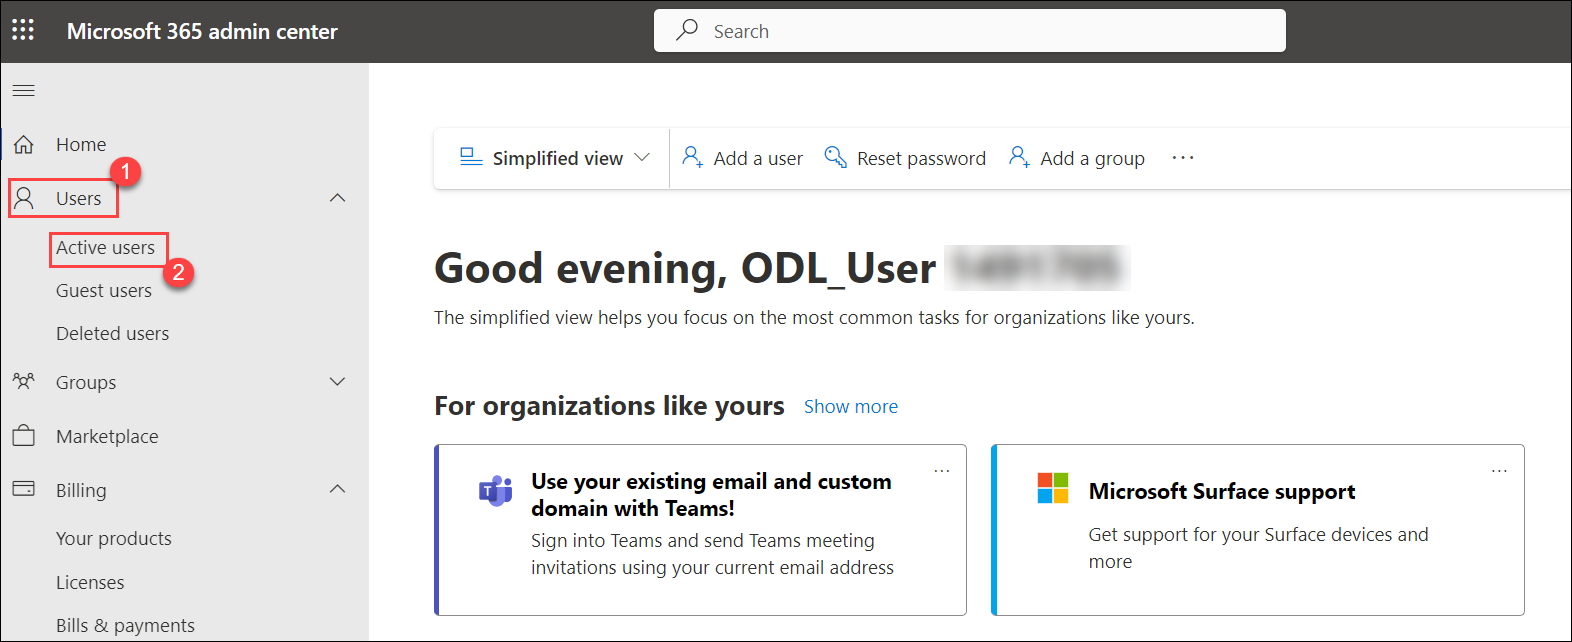 Microsoft 365 admin center
Search
Home
1
Users
Active users
2
Guest users
Deleted users
Groups
Marketplace
Billing
Your products
Licenses
Bills & payments
Simplified view
Add a user
Reset password
Add a group
Good evening, ODL_User
The simplified view helps you focus on the most common tasks for organizations like yours.
For organizations like yours Show more
T
Use your existing email and custom
domain with Teams!
Sign into Teams and send Teams meeting
invitations using your current email address
Microsoft Surface support
Get support for your Surface devices and
more